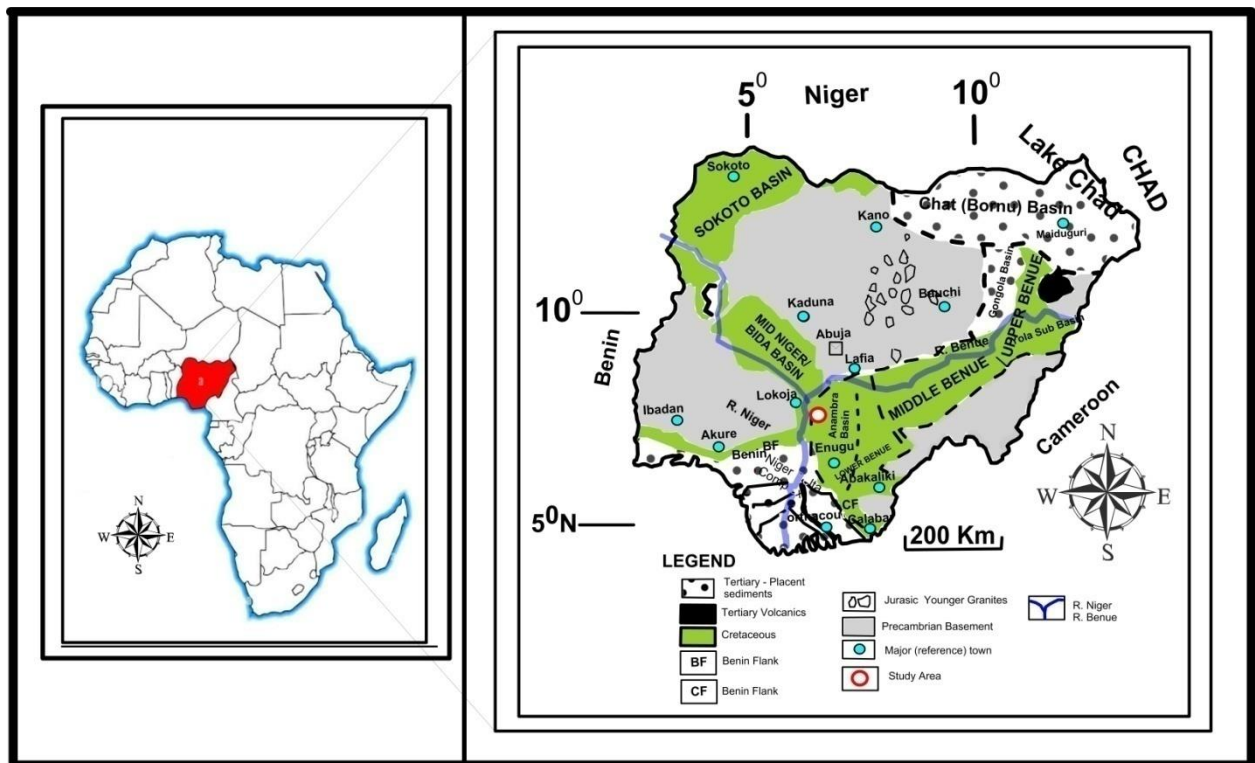 N
W E
S
5⁰ Niger 10⁰
Lake Chad
CHAD
Sokoto
SOKOTO BASIN
Chat (Bornu) Basin
Kano
Maiduguri
Gongola Basin
UPPER BENUE
10⁰
Benin
Kaduna
Bauchi
MID NIGER/
BIDA BASIN
Abuja
R. Benue
ola Sub Basin
Lafia
MIDDLE BENUE
Lokoja
Ibadan
R. Niger
Anambra
Basin
Cameroon
Akure
BF
Benin
Enugu
LOWER BENUE
Niger
Abakaliki
CF
Calaba
5⁰N
200 Km
N
W E
S
LEGEND
Tertiary - Placent
sediments
Tertiary Volcanics
Cretaceous
BF Benin Flank
CF Benin Flank
Jurasic Younger Granites
Precambrian Basement
Major (reference) town
Study Area
R. Niger
R. Benue